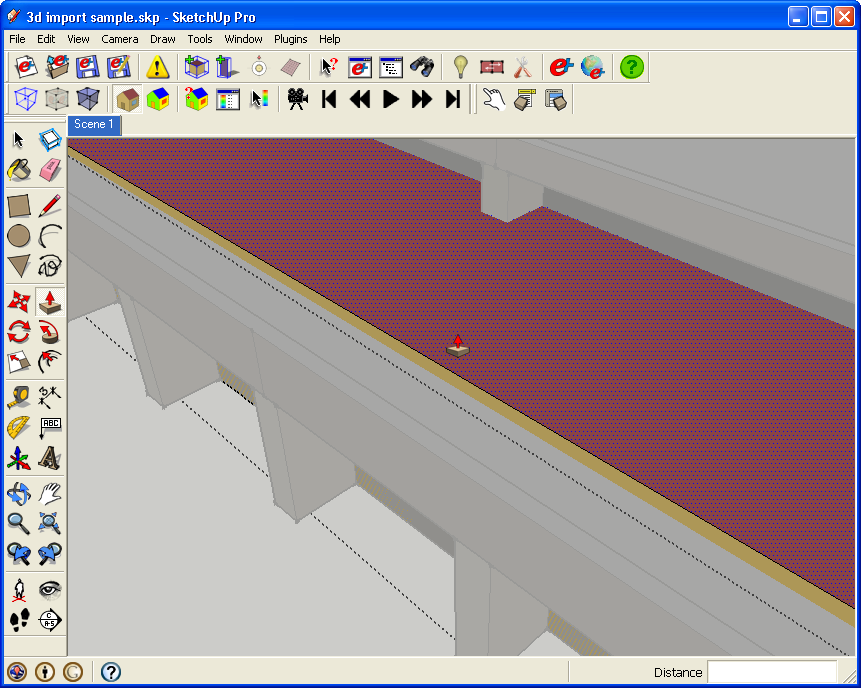 3d import sample.skp - SketchUp Pro
File Edit View Camera Draw Tools Window Plugins Help
Scene 1
ABC
Distance